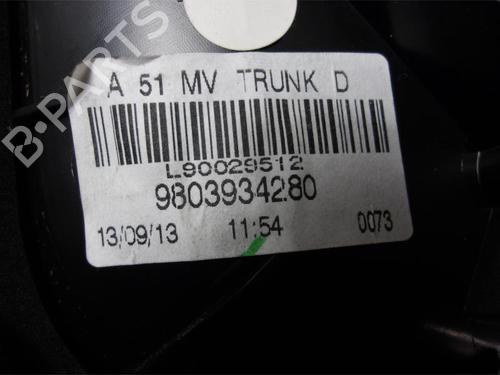 B-PARTS
A 51 MV TRUNK D
L90029512
9803934280
13/09/13 11:54 0073